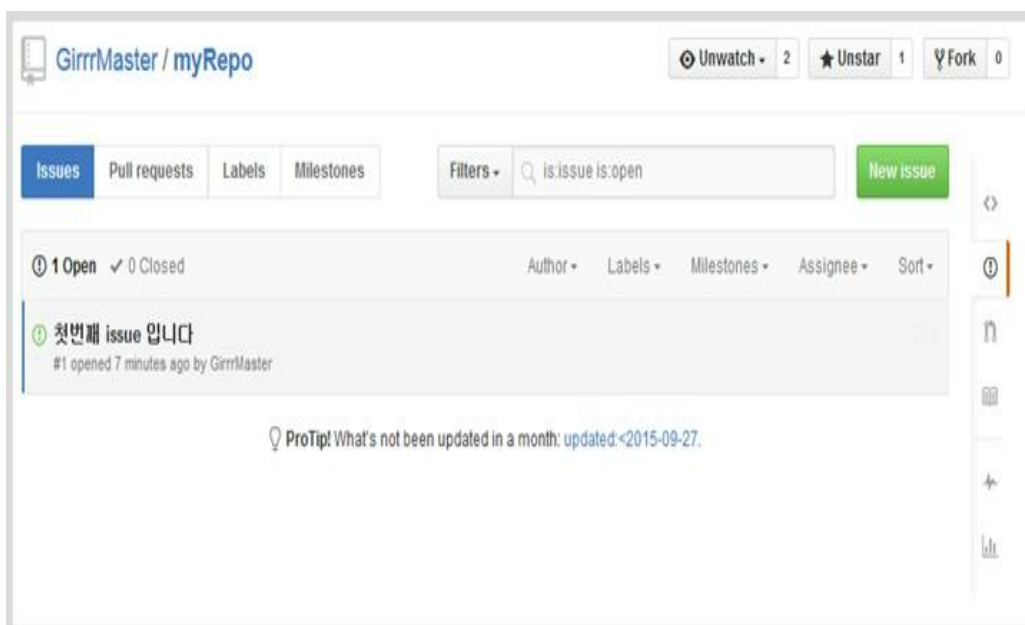 GirrrMaster / myRepo
Unwatch 2 Unstar 1 Fork 0
Issues Pull requests Labels Milestones Filters is:issue is:open New issue
1 Open 0 Closed Author Labels Milestones Assignee Sort
첫번째 issue 입니다
#1 opened 7 minutes ago by GirrrMaster
ProTip! What's not been updated in a month: updated:<2015-09-27.